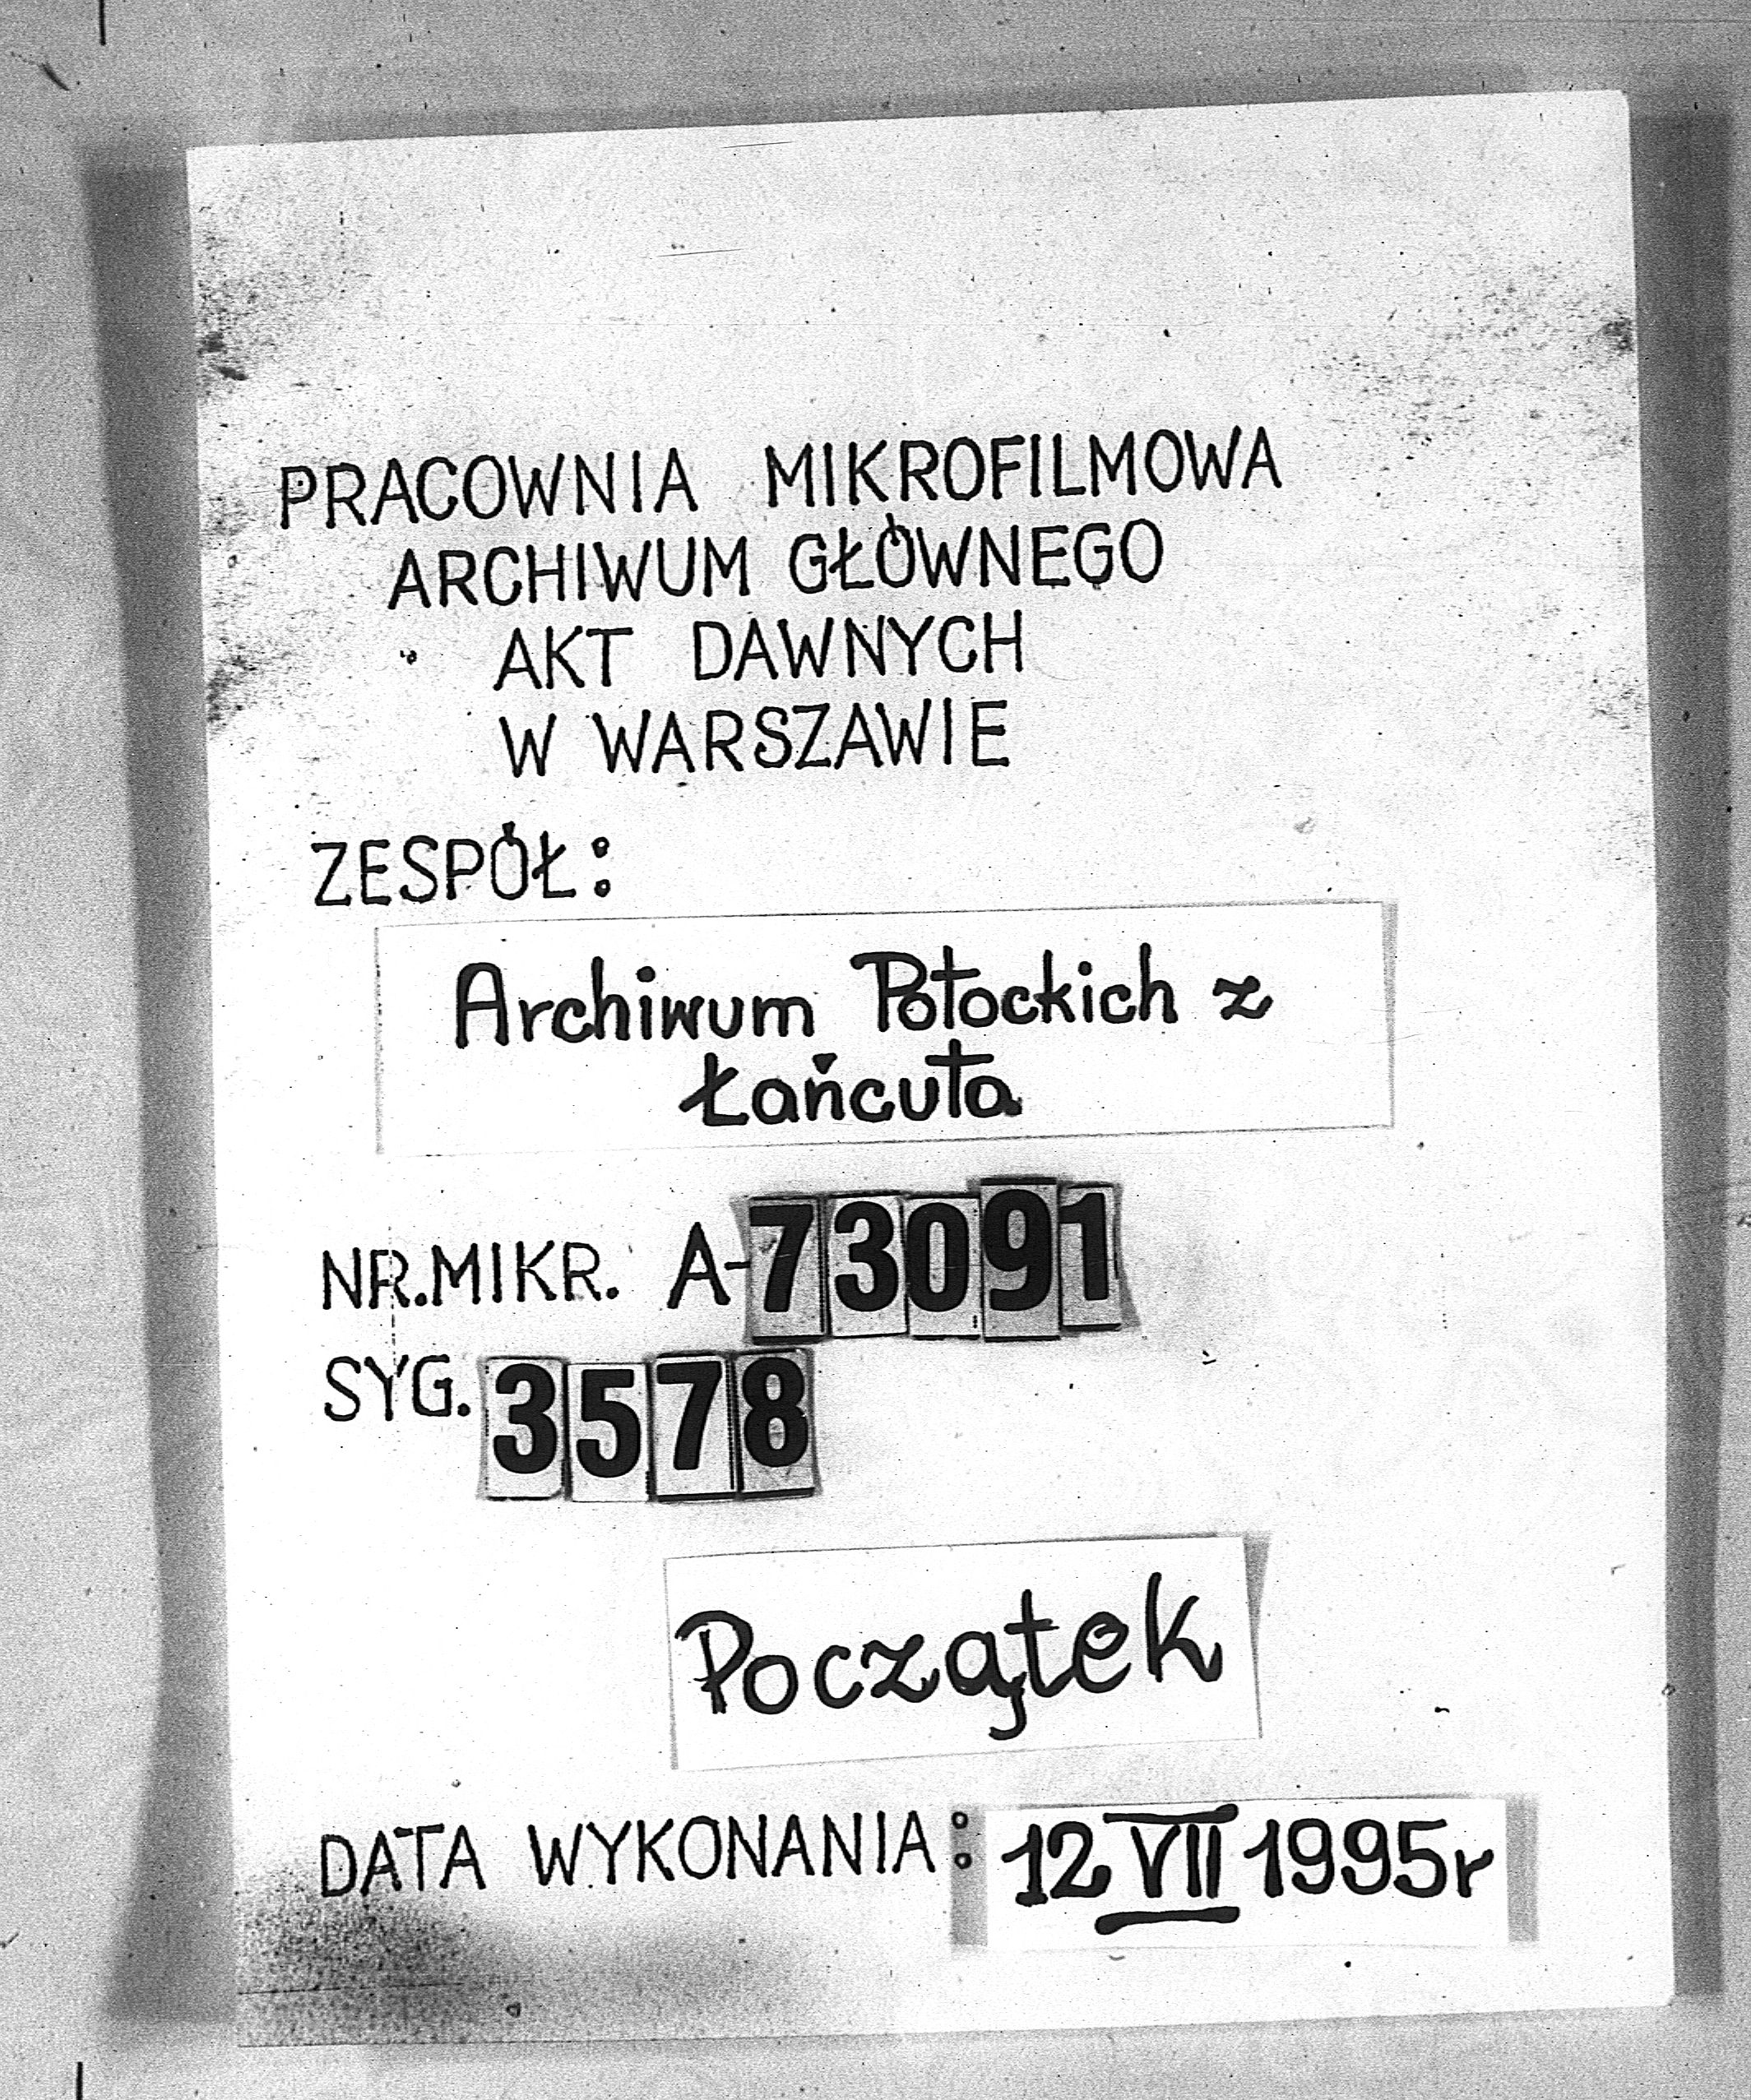 PRACOWNIA MIKROFILMOWA
ARCHIWUM GŁÓWNEGO
AKT DAWNYCH
W WARSZAWIE
ZESPÓŁ:
Archiwum Potockich z
Łańcuta
NR.MIKR. A-73091
SYG. 3578
Początek
DATA WYKONANIA: 12 VII 1995r